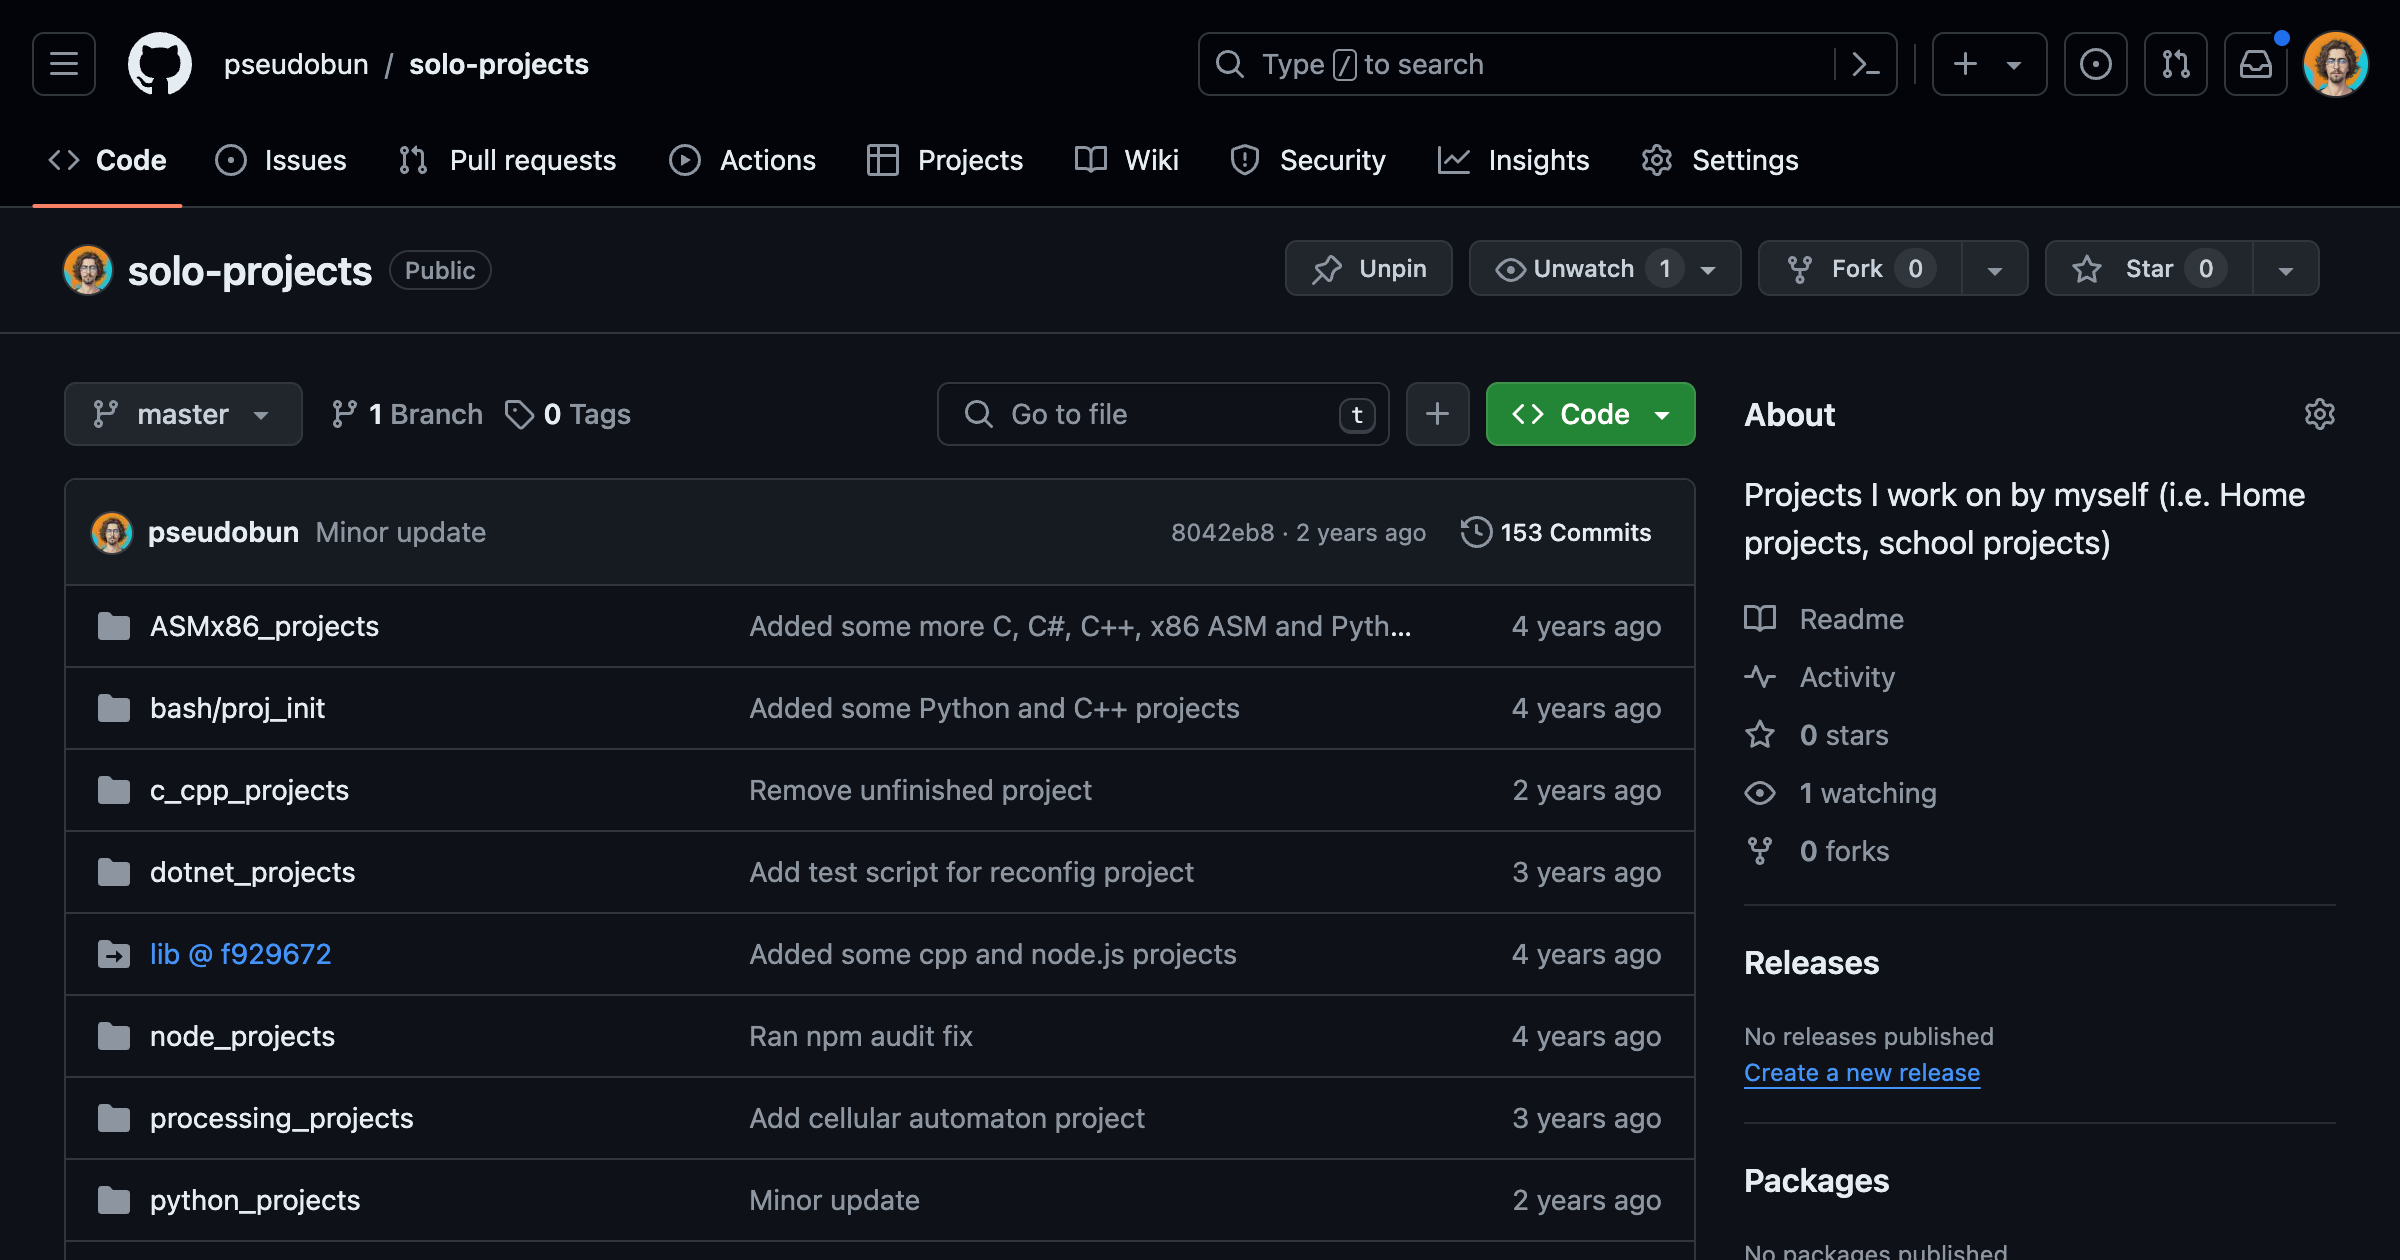 pseudobun / solo-projects
Type / to search
Code Issues Pull requests Actions Projects Wiki Security Insights Settings
solo-projects Public
Unpin Unwatch 1 Fork 0 Star 0
master 1 Branch 0 Tags
Go to file t
Code
pseudobun Minor update 8042eb8 · 2 years ago 153 Commits
ASMx86_projects Added some more C, C#, C++, x86 ASM and Pyth... 4 years ago
bash/proj_init Added some Python and C++ projects 4 years ago
c_cpp_projects Remove unfinished project 2 years ago
dotnet_projects Add test script for reconfig project 3 years ago
lib @ f929672 Added some cpp and node.js projects 4 years ago
node_projects Ran npm audit fix 4 years ago
processing_projects Add cellular automaton project 3 years ago
python_projects Minor update 2 years ago
About
Projects I work on by myself (i.e. Home
projects, school projects)
Readme
Activity
0 stars
1 watching
0 forks
Releases
No releases published
Create a new release
Packages
No packages published